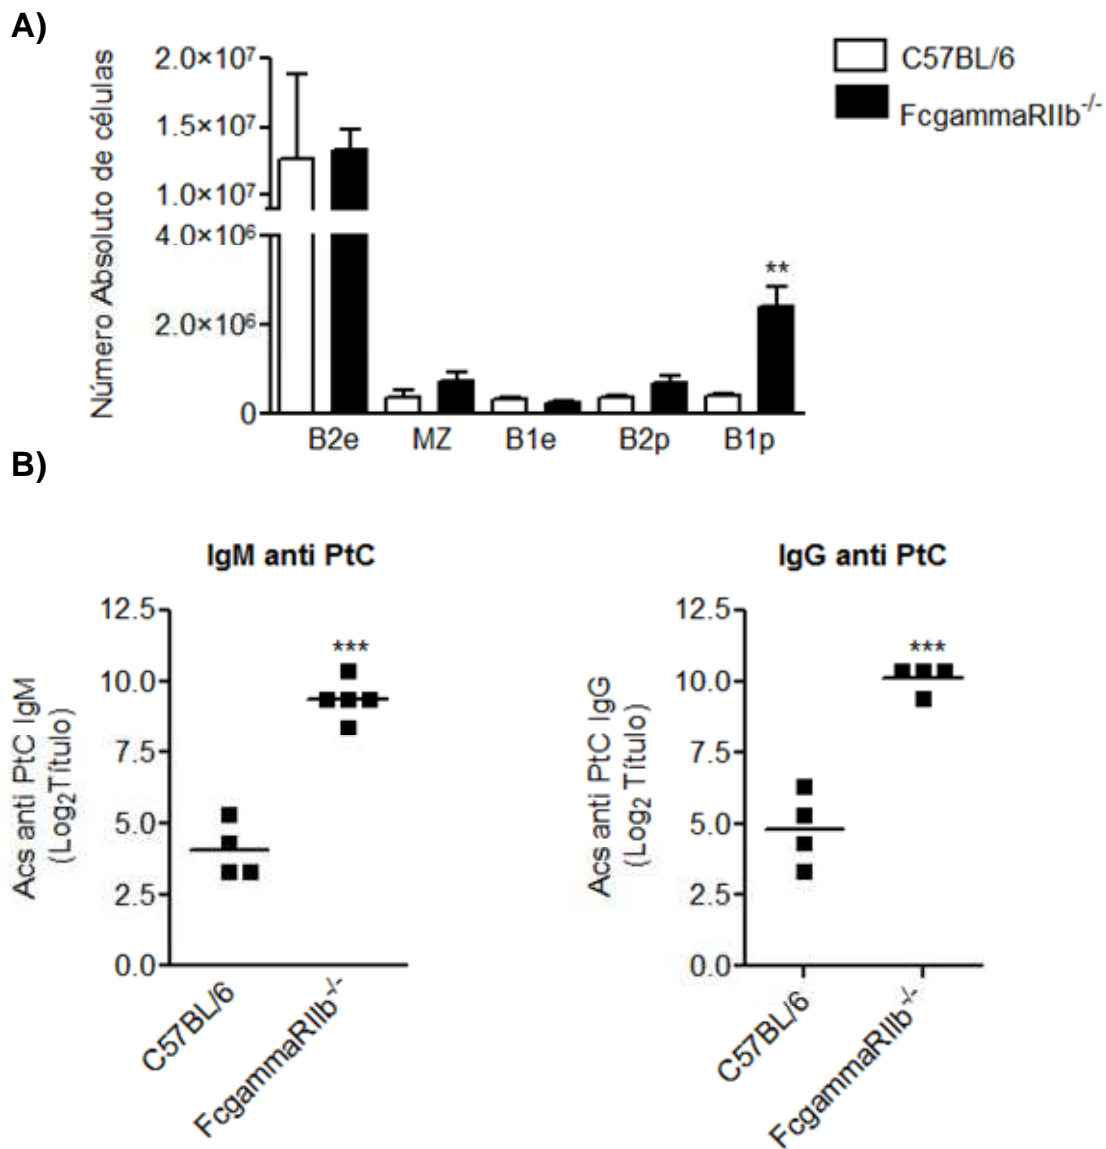 A)
Número Absoluto de células
2.0×10⁷
1.5×10⁷
1.0×10⁷
4.0×10⁶
2.0×10⁶
0
**
B2e MZ B1e B2p B1p
C57BL/6
FcgammaRIIb-/-
B)
IgM anti PtC
Acs anti PtC IgM
(Log₂Título)
12.5
10.0
7.5
5.0
2.5
0.0
***
C57BL/6
FcgammaRIIb-/-
IgG anti PtC
Acs anti PtC IgG
(Log₂ Título)
12.5
10.0
7.5
5.0
2.5
0.0
***
C57BL/6
FcgammaRIIb-/-